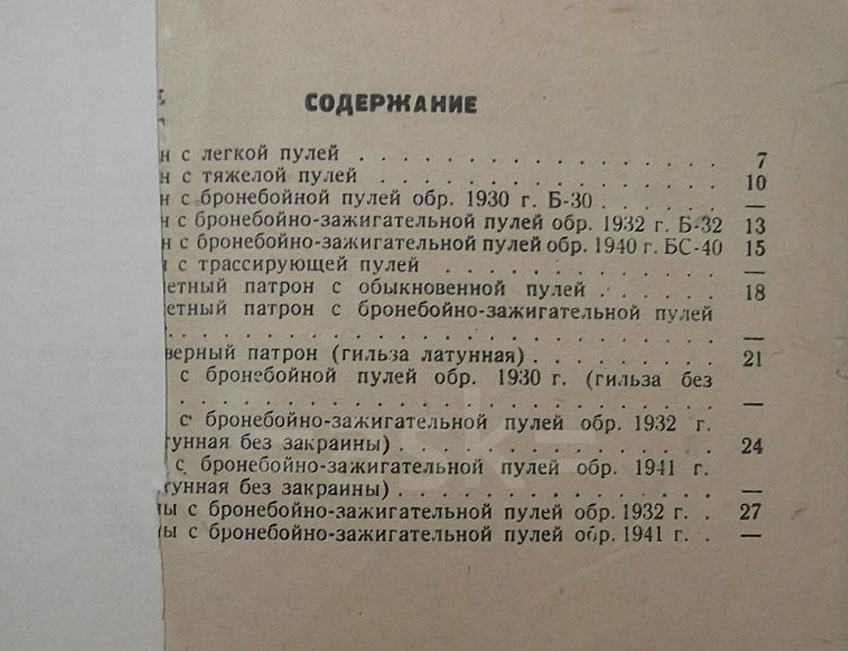 СОДЕРЖАНИЕ
н с легкой пулей . . . . . . . . . . . . . . . . 7
н с тяжелой пулей . . . . . . . . . . . . . . . 10
н с бронебойной пулей обр. 1930 г. Б-30 . . . . . . —
н с бронебойно-зажигательной пулей обр. 1932 г. Б-32 13
н с бронебойно-зажигательной пулей обр. 1940 г. БС-40 15
н с трассирующей пулей . . . . . . . . . . . . —
етный патрон с обыкновенной пулей . . . . . . 18
етный патрон с бронебойно-зажигательной пулей
. . . . . . . . . . . . . . . . . . . . . . . . —
верный патрон (гильза латунная) . . . . . . . . 21
с бронебойной пулей обр. 1930 г. (гильза без
. . . . . . . . . . . . . . . . . . . . . . . . —
с бронебойно-зажигательной пулей обр. 1932 г.
тунная без закраины) . . . . . . . . . . . . . . 24
с бронебойно-зажигательной пулей обр. 1941 г.
тунная без закраины) . . . . . . . . . . . . . . —
ны с бронебойно-зажигательной пулей обр. 1932 г. . 27
ны с бронебойно-зажигательной пулей обр. 1941 г. . —